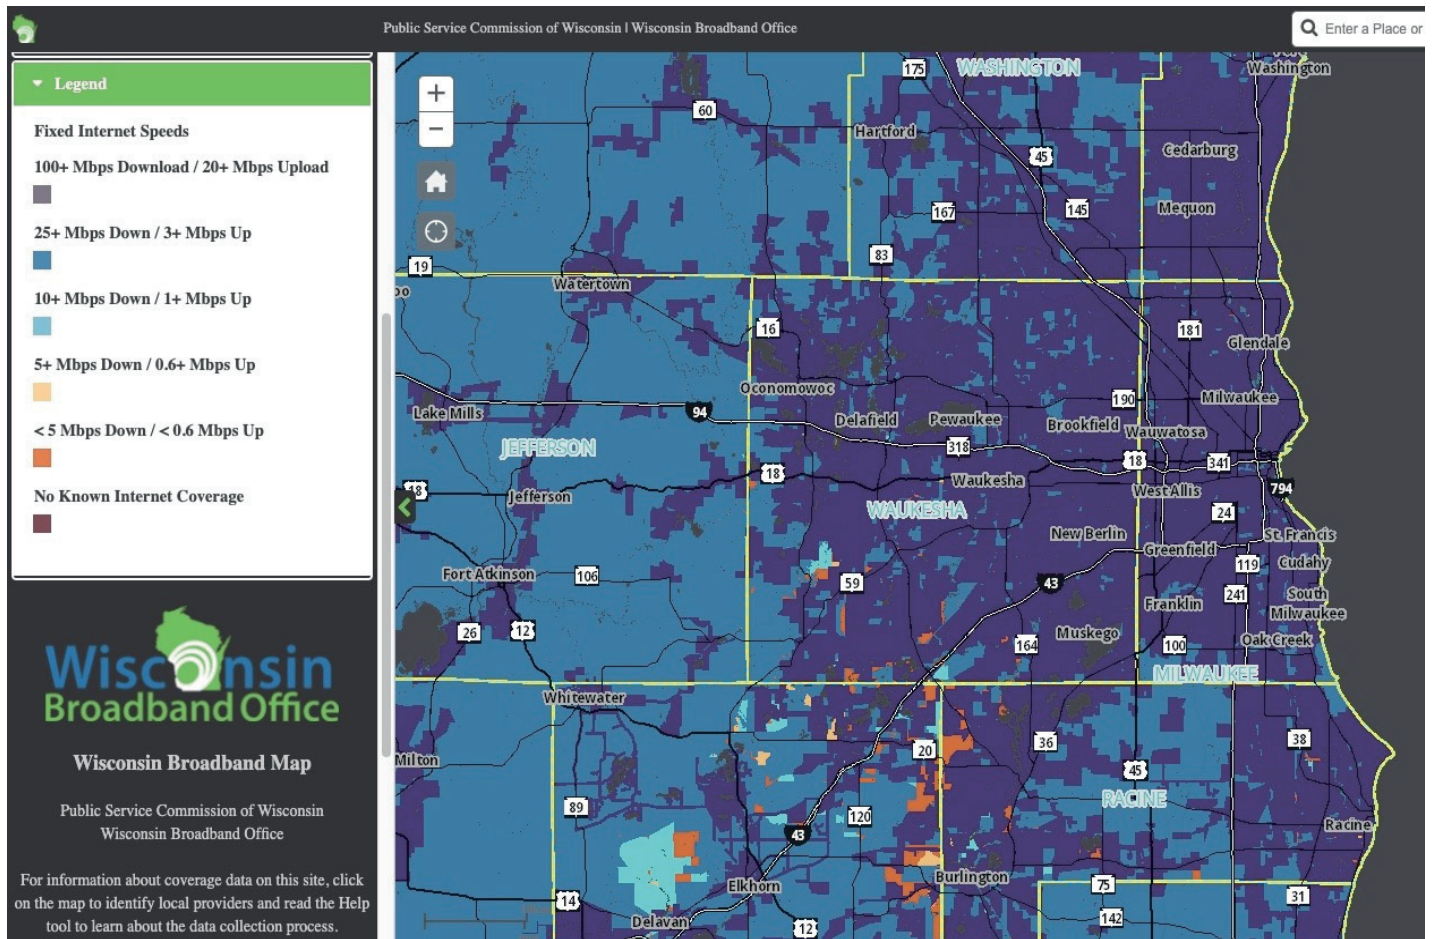 Public Service Commission of Wisconsin | Wisconsin Broadband Office
Enter a Place or
Legend
Fixed Internet Speeds
100+ Mbps Download / 20+ Mbps Upload
25+ Mbps Down / 3+ Mbps Up
10+ Mbps Down / 1+ Mbps Up
5+ Mbps Down / 0.6+ Mbps Up
< 5 Mbps Down / < 0.6 Mbps Up
No Known Internet Coverage
Wisconsin
Broadband Office
Wisconsin Broadband Map
Public Service Commission of Wisconsin
Wisconsin Broadband Office
For information about coverage data on this site, click
on the map to identify local providers and read the Help
tool to learn about the data collection process.
+
−
175
WASHINGTON
Washington
60
Hartford
45
Cedarburg
167
145
Mequon
83
19
Watertown
16
181
Glendale
Oconomowoc
190
Milwaukee
94
Lake Mills
Delafield
Pewaukee
Brookfield
Wauwatosa
JEFFERSON
318
18
18
341
18
Jefferson
Waukesha
West Allis
794
WAUKESHA
24
New Berlin
St. Francis
Greenfield
119
Cudahy
Fort Atkinson
106
59
43
241
South
Milwaukee
Franklin
26
12
164
Muskego
100
Oak Creek
MILWAUKEE
Whitewater
20
36
38
Milton
45
RACINE
89
120
43
Racine
Elkhorn
Burlington
75
31
14
Delavan
12
142